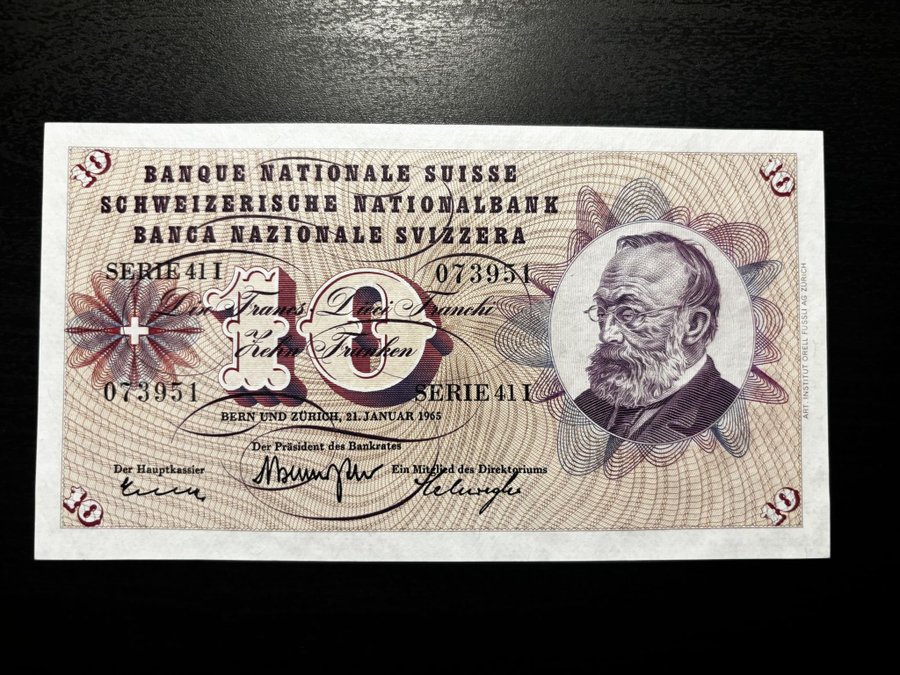 10 10
BANQUE NATIONALE SUISSE
SCHWEIZERISCHE NATIONALBANK
BANCA NAZIONALE SVIZZERA
SERIE 41 I 073951
Dix Francs Dieci Franchi
10
Zehn Franken
073951 SERIE 41 I
BERN UND ZÜRICH, 21. JANUAR 1965
Der Präsident des Bankrates
Der Hauptkassier Ein Mitglied des Direktoriums
10 10
ART. INSTITUT ORELL FÜSSLI AG ZÜRICH